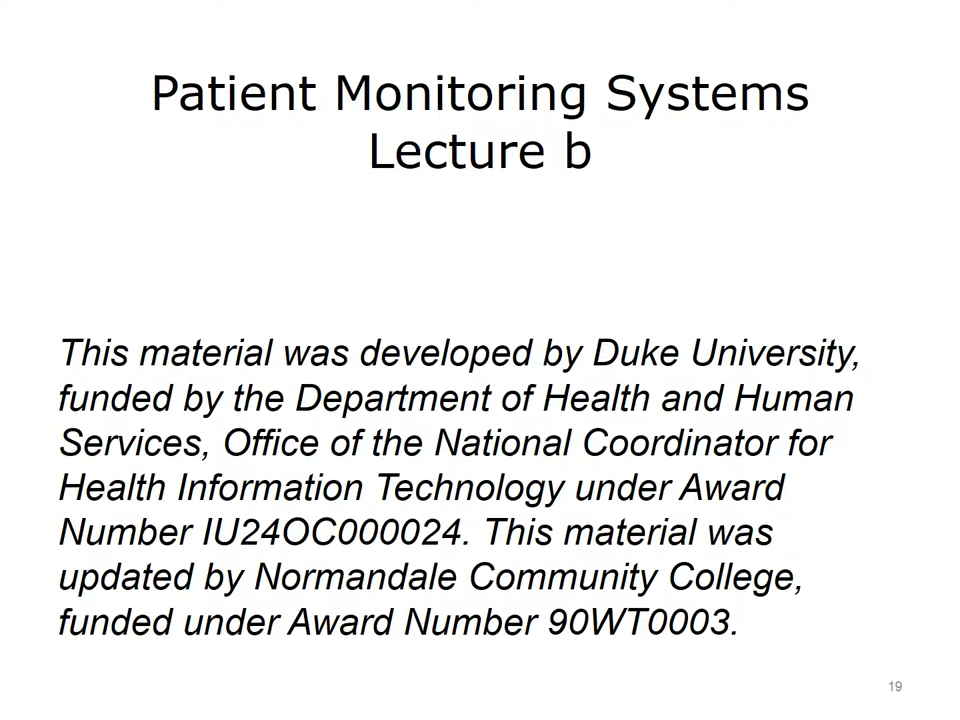 Patient Monitoring Systems
Lecture b
This material was developed by Duke University,
funded by the Department of Health and Human
Services, Office of the National Coordinator for
Health Information Technology under Award
Number IU24OC000024. This material was
updated by Normandale Community College,
funded under Award Number 90WT0003.
19